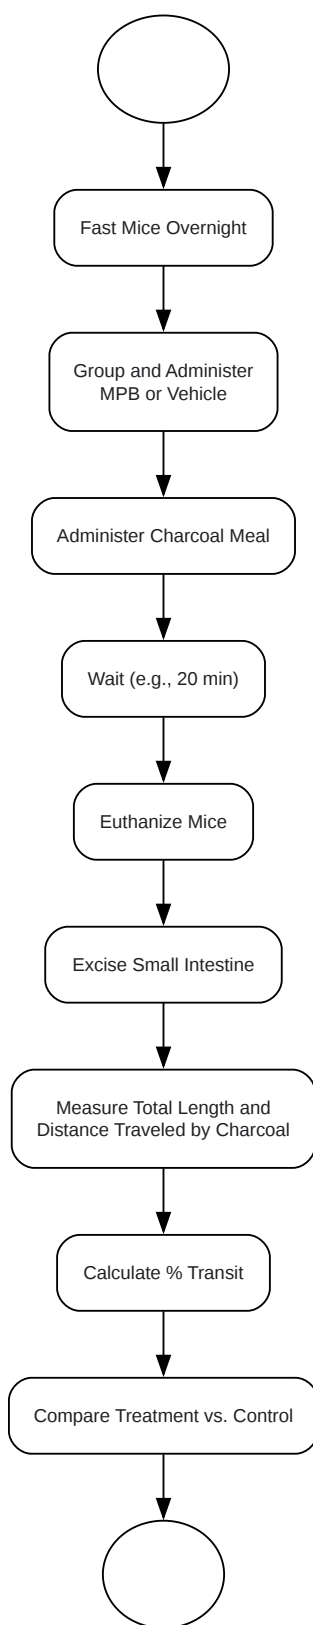 Fast Mice Overnight
Group and Administer
MPB or Vehicle
Administer Charcoal Meal
Wait (e.g., 20 min)
Euthanize Mice
Excise Small Intestine
Measure Total Length and
Distance Traveled by Charcoal
Calculate % Transit
Compare Treatment vs. Control